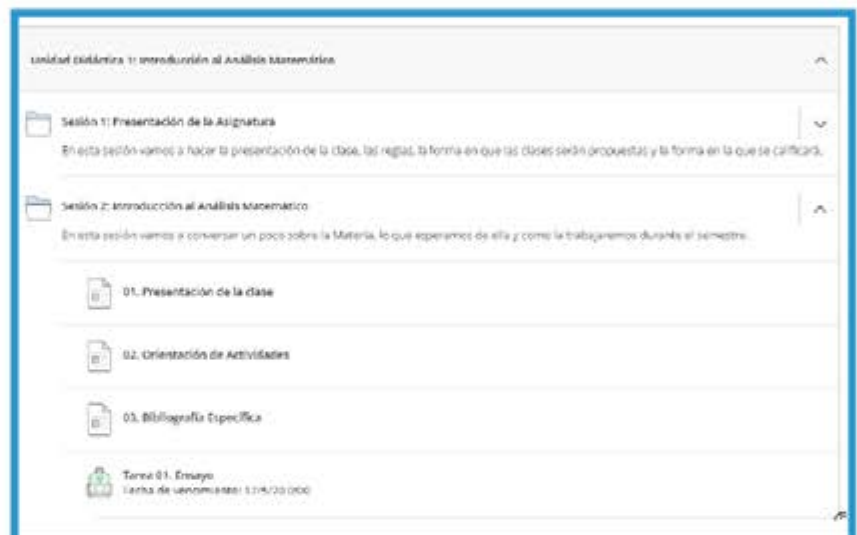 Unidad Didáctica 1: Introducción al Análisis Matemático
Sesión 1: Presentación de la Asignatura
En esta sesión vamos a hacer la presentación de la clase, las reglas, la forma en que las clases serán propuestas y la forma en la que se calificará.
Sesión 2: Introducción al Análisis Matemático
En esta sesión vamos a conversar un poco sobre la Materia, lo que esperamos de ella y como la trabajaremos durante el semestre.
01. Presentación de la clase
02. Orientación de Actividades
03. Bibliografía Específica
Tarea 01. Ensayo
Fecha de vencimiento: